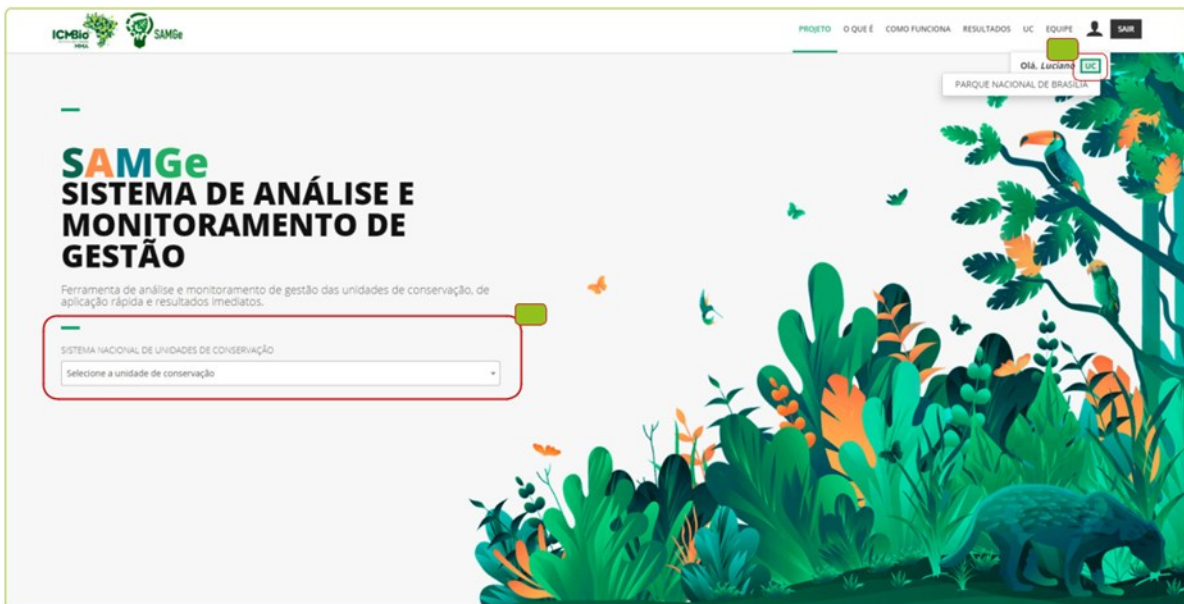 ICMBio
MMA
SAMGe
PROJETO O QUE É COMO FUNCIONA RESULTADOS UC EQUIPE SAIR
Olá, Luciano UC
PARQUE NACIONAL DE BRASÍLIA
SAMGe
SISTEMA DE ANÁLISE E
MONITORAMENTO DE
GESTÃO
Ferramenta de análise e monitoramento de gestão das unidades de conservação, de
aplicação rápida e resultados imediatos.
SISTEMA NACIONAL DE UNIDADES DE CONSERVAÇÃO
Selecione a unidade de conservação